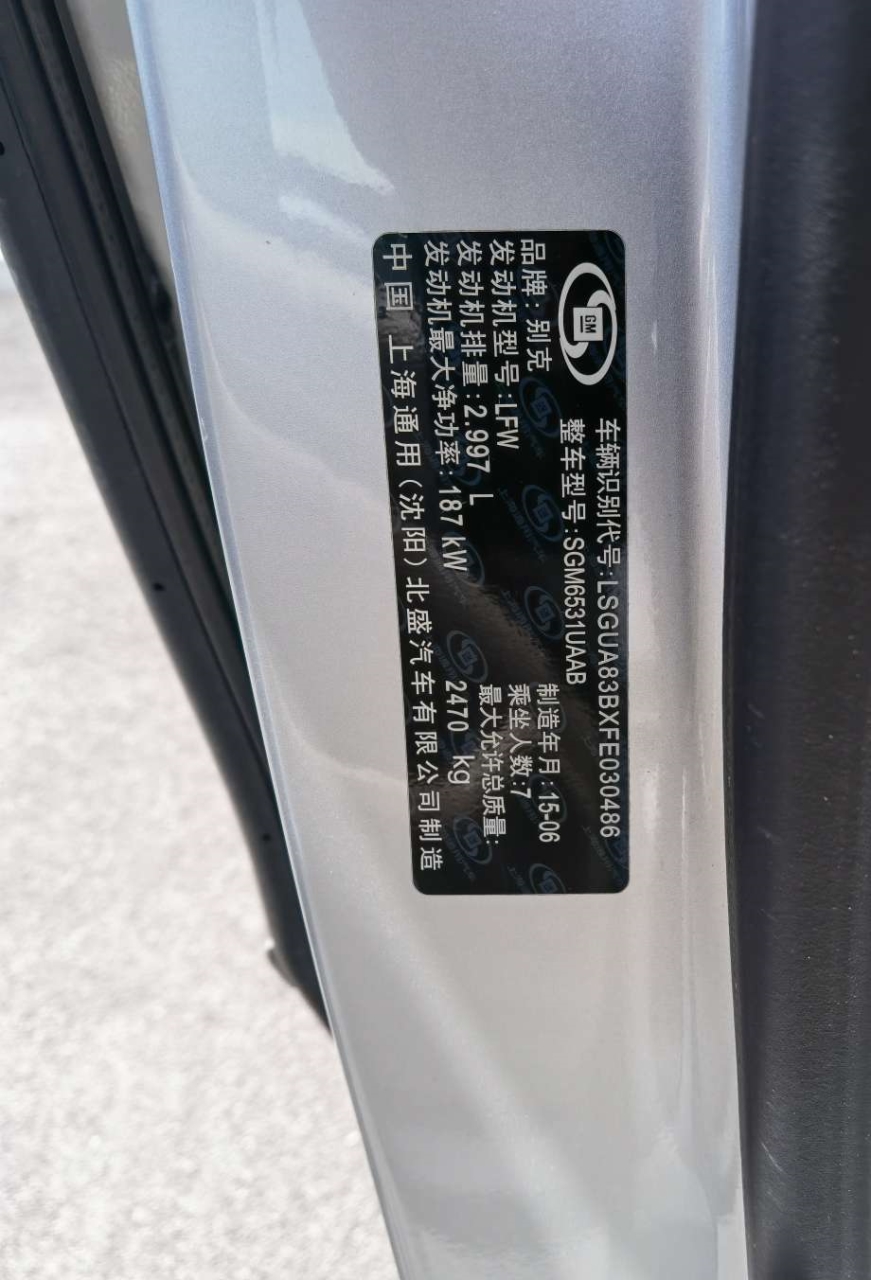 GM
车辆识别代号:LSGUA83BXFE030486
整车型号:SGM6531UAAB
品牌:别克
制造年月:15-06
发动机型号:LFW
乘坐人数:7
发动机排量:2.997 L
最大允许总质量:
发动机最大净功率:187 kW
2470 kg
中国 上海通用(沈阳)北盛汽车有限公司制造